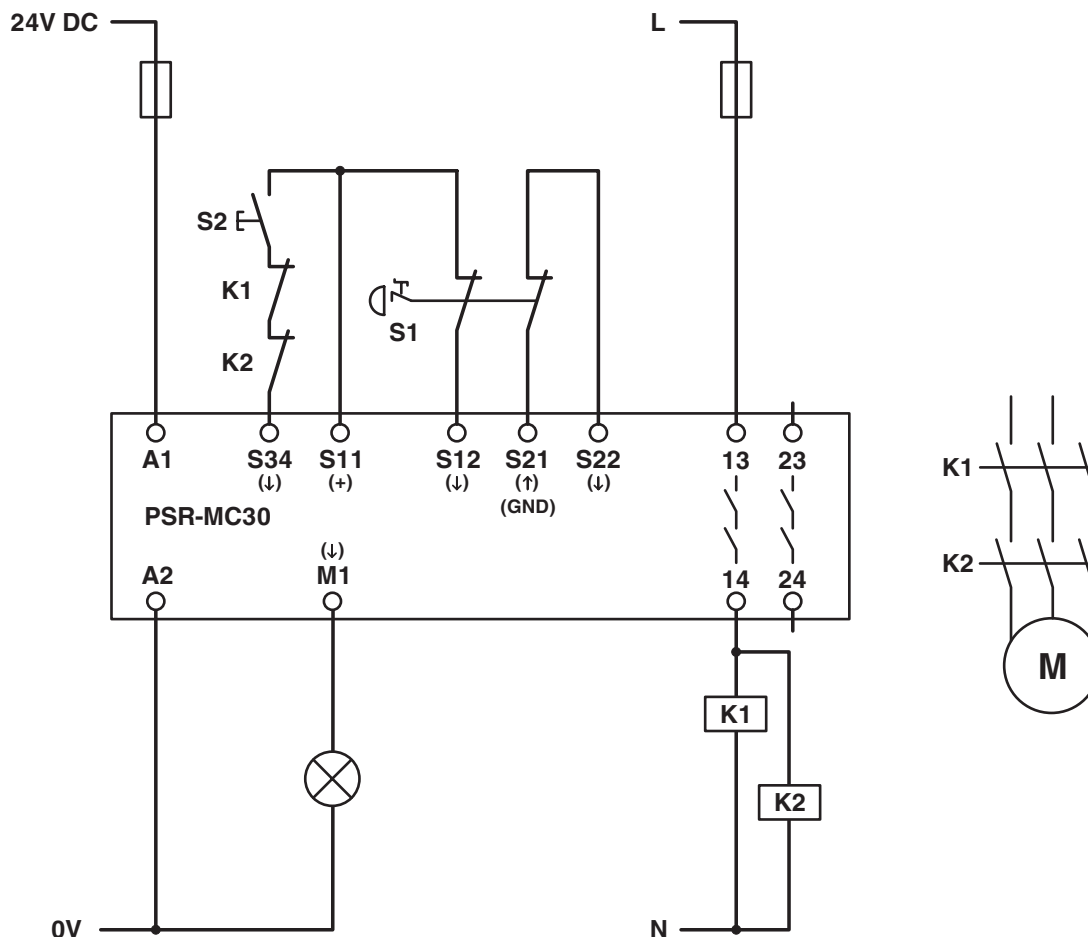 24V DC
L
S2
K1
K2
S1
A1
S34
S11
S12
S21
S22
13
23
(↓)
(+)
(↓)
(↑)
(↓)
(GND)
PSR-MC30
(↓)
A2
M1
14
24
K1
K2
M
K1
K2
0V
N